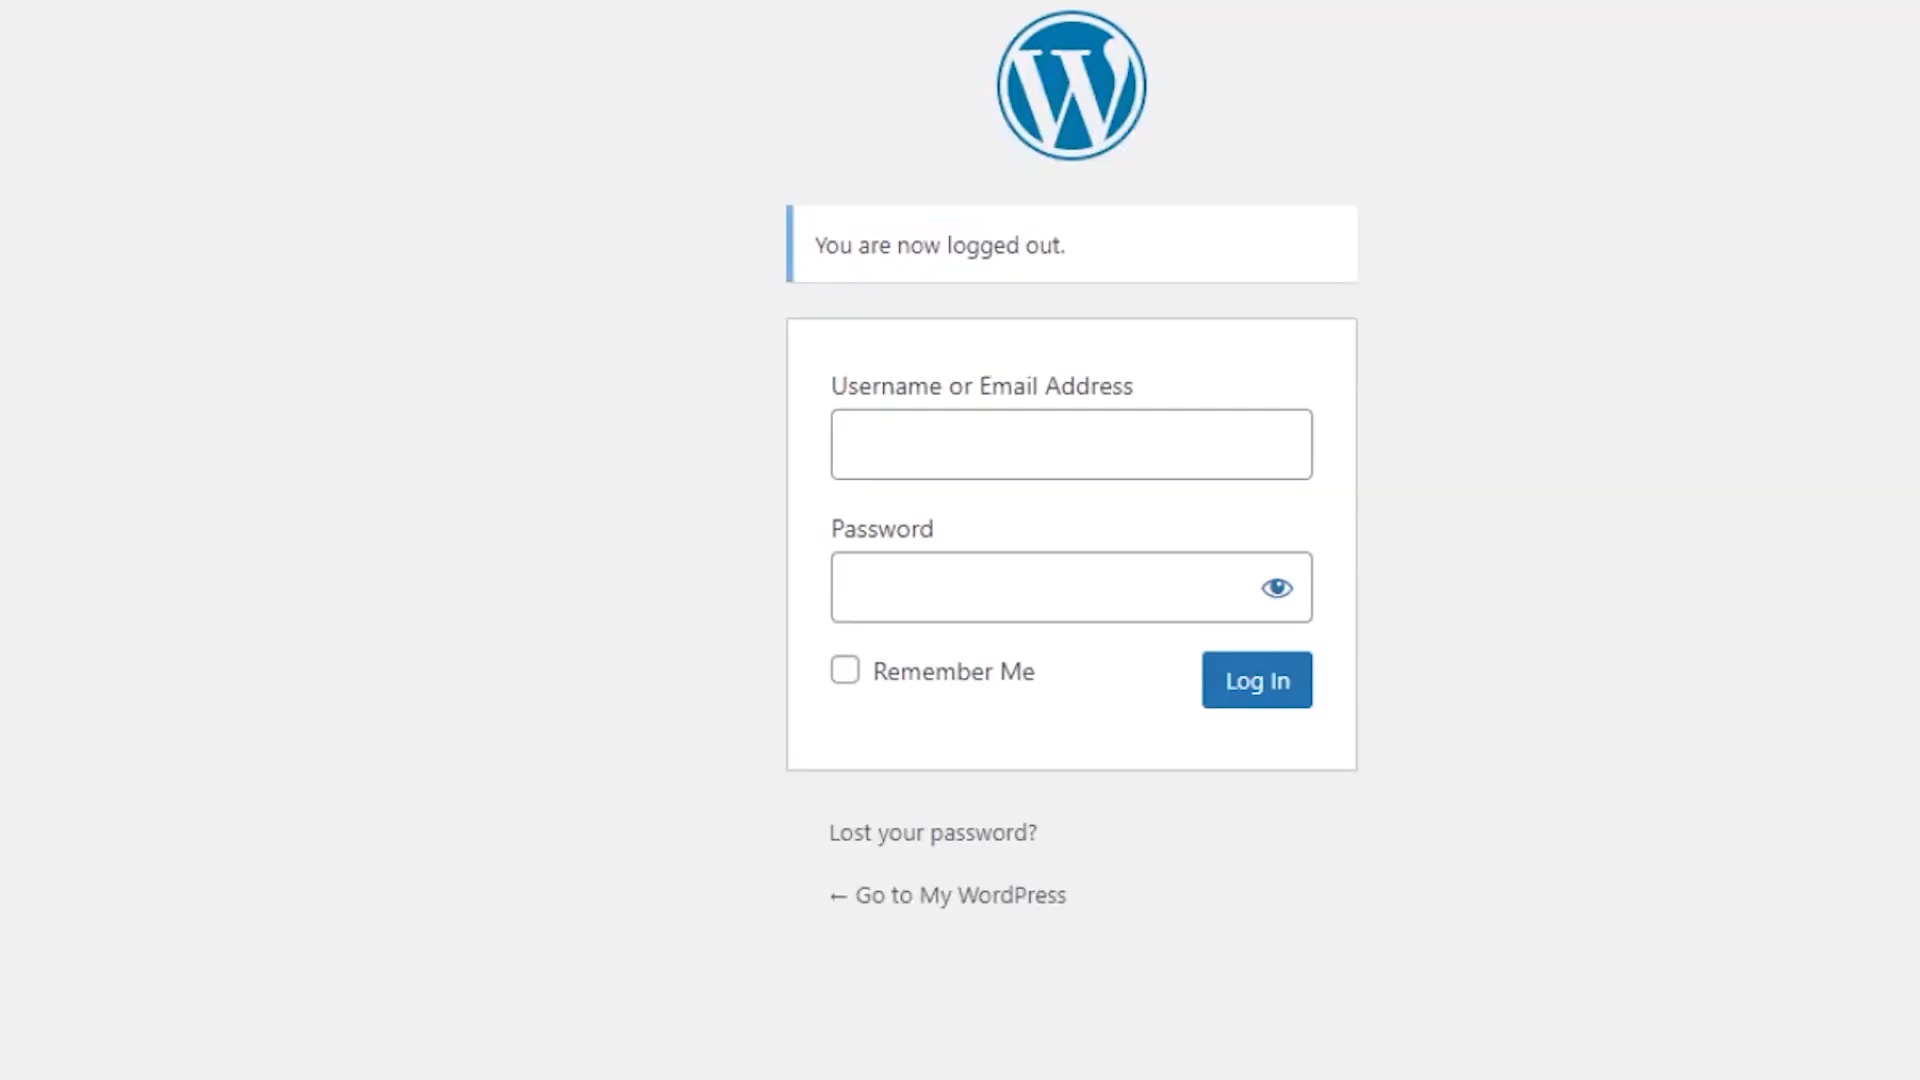 You are now logged out.
Username or Email Address
Password
Remember Me
Log In
Lost your password?
← Go to My WordPress